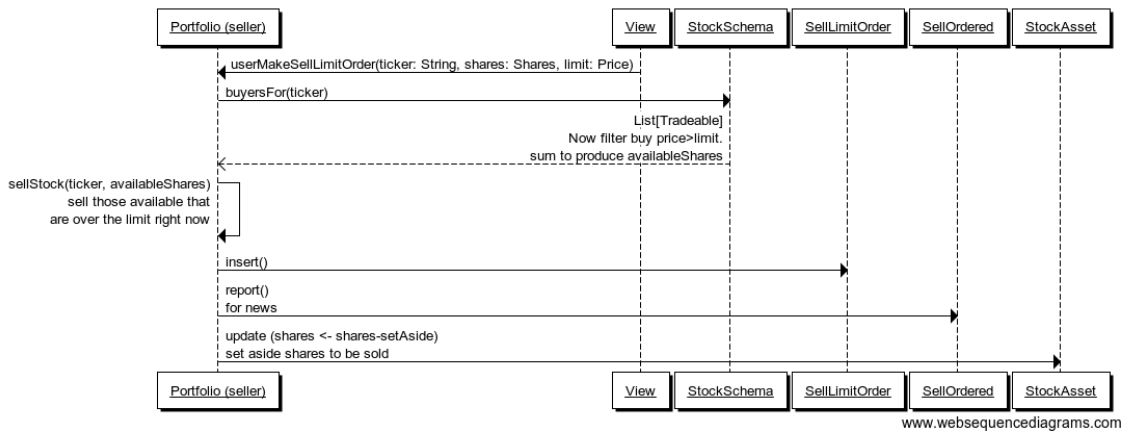 Portfolio (seller)
View
StockSchema
SellLimitOrder
SellOrdered
StockAsset
userMakeSellLimitOrder(ticker: String, shares: Shares, limit: Price)
buyersFor(ticker)
List[Tradeable]
Now filter buy price>limit.
sum to produce availableShares
sellStock(ticker, availableShares)
sell those available that
are over the limit right now
insert()
report()
for news
update (shares <- shares-setAside)
set aside shares to be sold
Portfolio (seller)
View
StockSchema
SellLimitOrder
SellOrdered
StockAsset
www.websequencediagrams.com